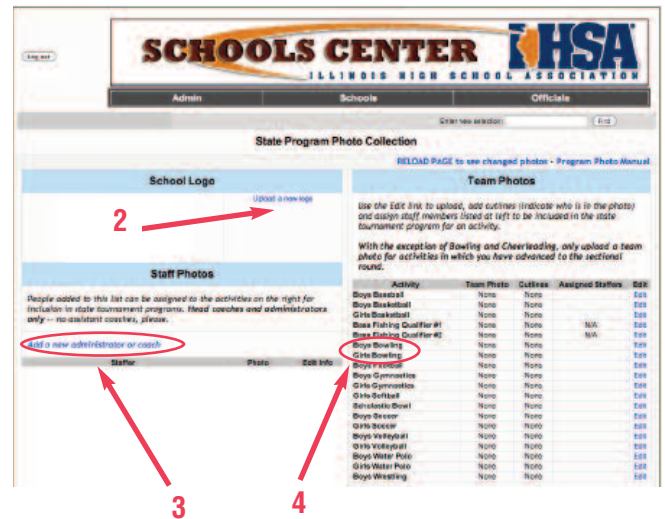 Log out
SCHOOLS CENTER
IHSA
ILLINOIS HIGH SCHOOL ASSOCIATION
Admin Schools Officials
Enter new selection: Find
State Program Photo Collection
RELOAD PAGE to see changed photos - Program Photo Manual
School Logo
Upload a new logo
2
Staff Photos
People added to this list can be assigned to the activities on the right for
inclusion in state tournament programs. Head coaches and administrators
only -- no assistant coaches, please.
Add a new administrator or coach
Staffer Photo Edit Info
3
Team Photos
Use the Edit link to upload, add cutlines (indicate who is in the photo)
and assign staff members listed at left to be included in the state
tournament program for an activity.
With the exception of Bowling and Cheerleading, only upload a team
photo for activities in which you have advanced to the sectional
round.
Activity Team Photo Cutlines Assigned Staffers Edit
Boys Baseball None None Edit
Boys Basketball None None Edit
Girls Basketball None None Edit
Bass Fishing Qualifier #1 None None N/A Edit
Bass Fishing Qualifier #2 None None N/A Edit
Boys Bowling None None Edit
Girls Bowling None None Edit
Boys Football None None Edit
Boys Gymnastics None None Edit
Girls Gymnastics None None Edit
Girls Softball None None Edit
Scholastic Bowl None None Edit
Boys Soccer None None Edit
Girls Soccer None None Edit
Boys Volleyball None None Edit
Girls Volleyball None None Edit
Boys Water Polo None None Edit
Girls Water Polo None None Edit
Boys Wrestling None None Edit
4